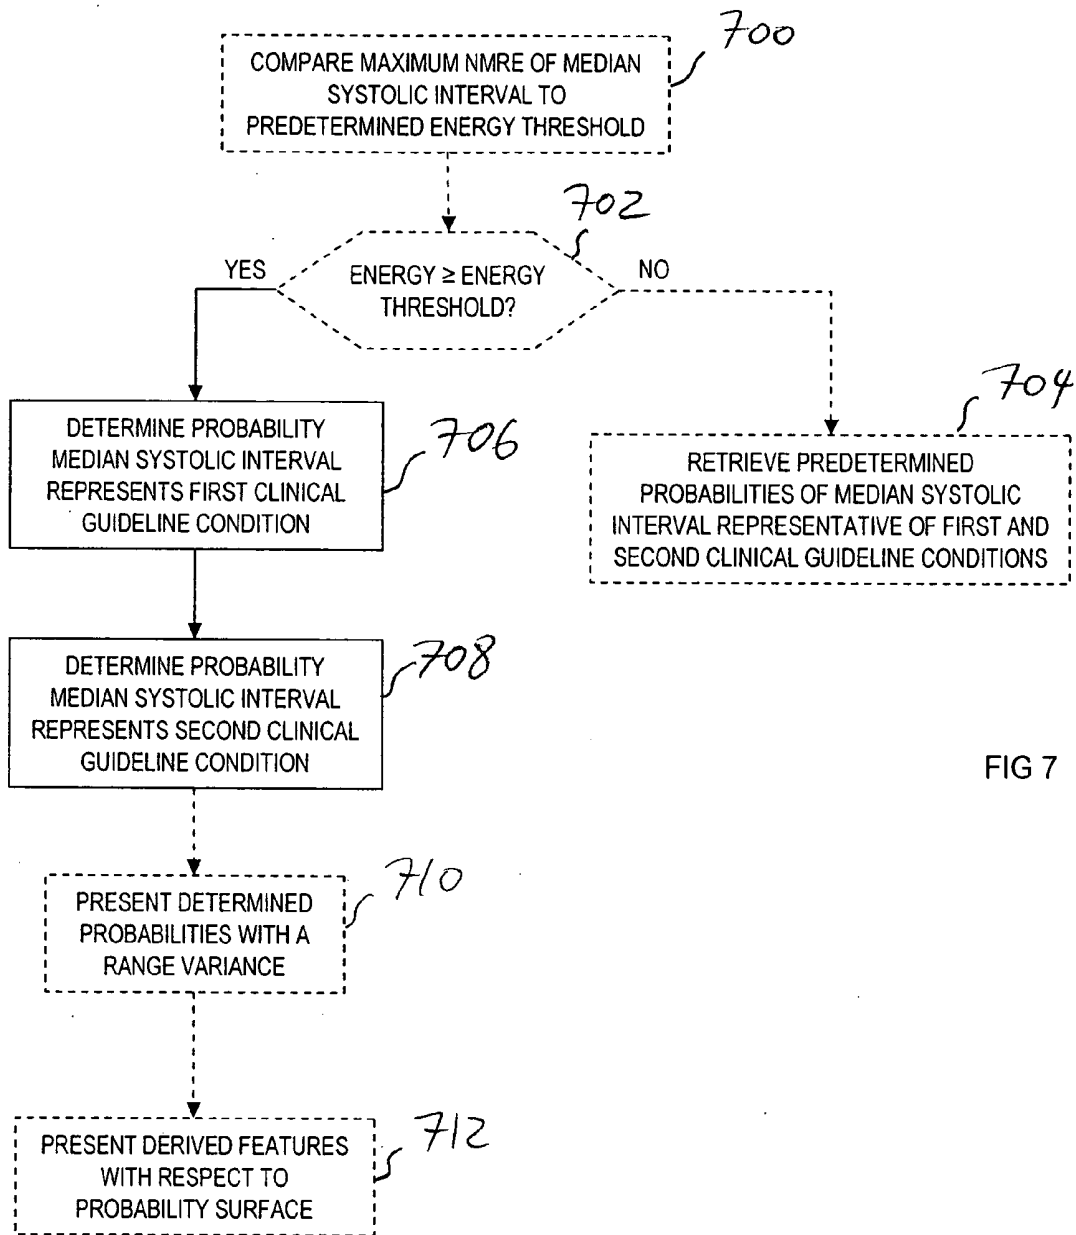 700
COMPARE MAXIMUM NMRE OF MEDIAN
SYSTOLIC INTERVAL TO
PREDETERMINED ENERGY THRESHOLD
702
YES
ENERGY ≥ ENERGY
THRESHOLD?
NO
704
DETERMINE PROBABILITY
MEDIAN SYSTOLIC INTERVAL
REPRESENTS FIRST CLINICAL
GUIDELINE CONDITION
706
RETRIEVE PREDETERMINED
PROBABILITIES OF MEDIAN SYSTOLIC
INTERVAL REPRESENTATIVE OF FIRST AND
SECOND CLINICAL GUIDELINE CONDITIONS
708
DETERMINE PROBABILITY
MEDIAN SYSTOLIC INTERVAL
REPRESENTS SECOND CLINICAL
GUIDELINE CONDITION
FIG 7
710
PRESENT DETERMINED
PROBABILITIES WITH A
RANGE VARIANCE
712
PRESENT DERIVED FEATURES
WITH RESPECT TO
PROBABILITY SURFACE